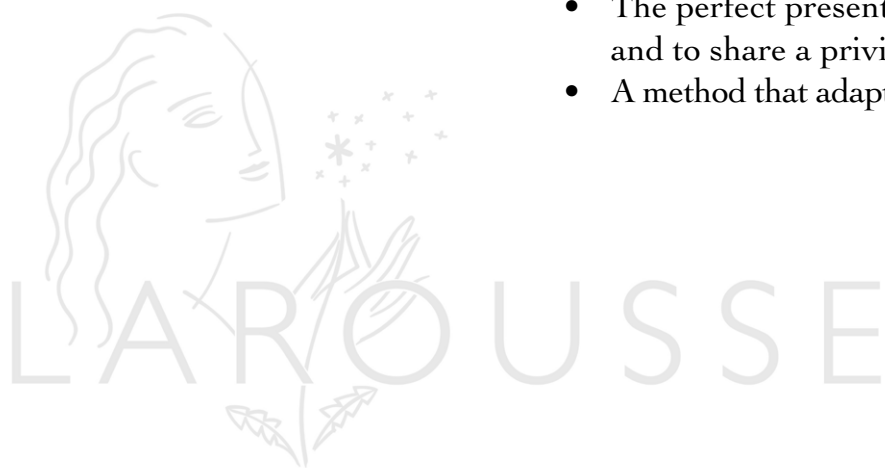 • The perfect present
and to share a privi
• A method that adapt
LAROUSSE